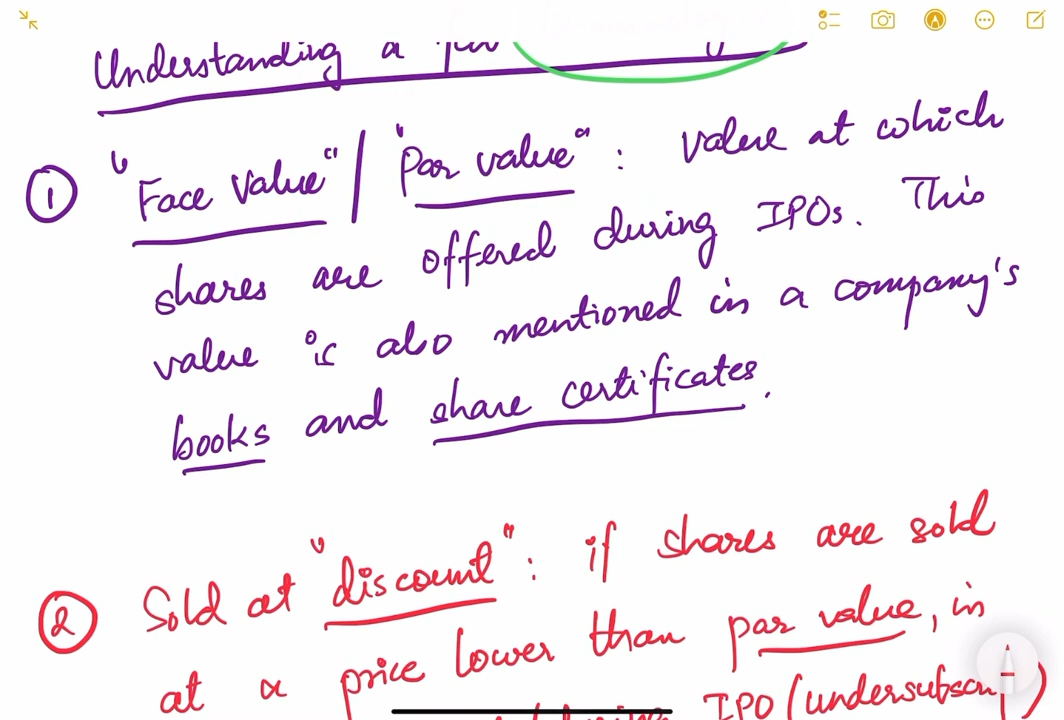 Understanding a
① "Face Value" / "Par value" : value at which
shares are offered during IPOs. This
value is also mentioned in a company's
books and share certificates.
② Sold at "discount" : if shares are sold
at a price lower than par value, in
IPO (undersubscrip)